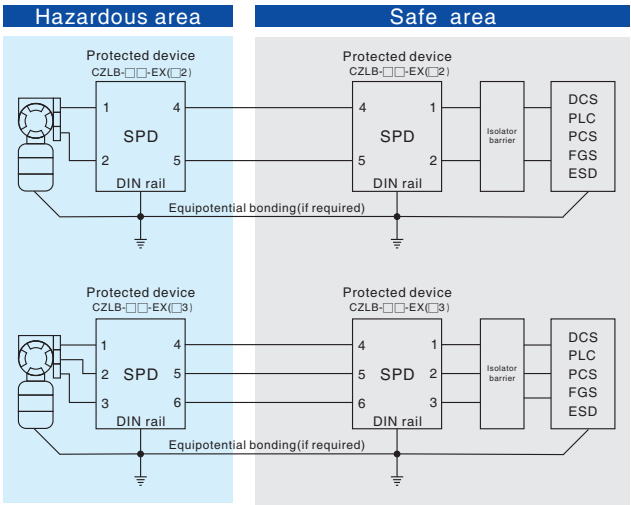 Hazardous area
Safe area
Protected device
CZLB-□□-EX(□2)
Protected device
CZLB-□□-EX(□2)
1
4
SPD
2
5
DIN rail
4
1
SPD
5
2
DIN rail
Isolator
barrier
DCS
PLC
PCS
FGS
ESD
Equipotential bonding(if required)
Protected device
CZLB-□□-EX(□3)
Protected device
CZLB-□□-EX(□3)
1
4
2
SPD
5
3
6
DIN rail
4
1
5
SPD
2
6
3
DIN rail
Isolator
barrier
DCS
PLC
PCS
FGS
ESD
Equipotential bonding(if required)